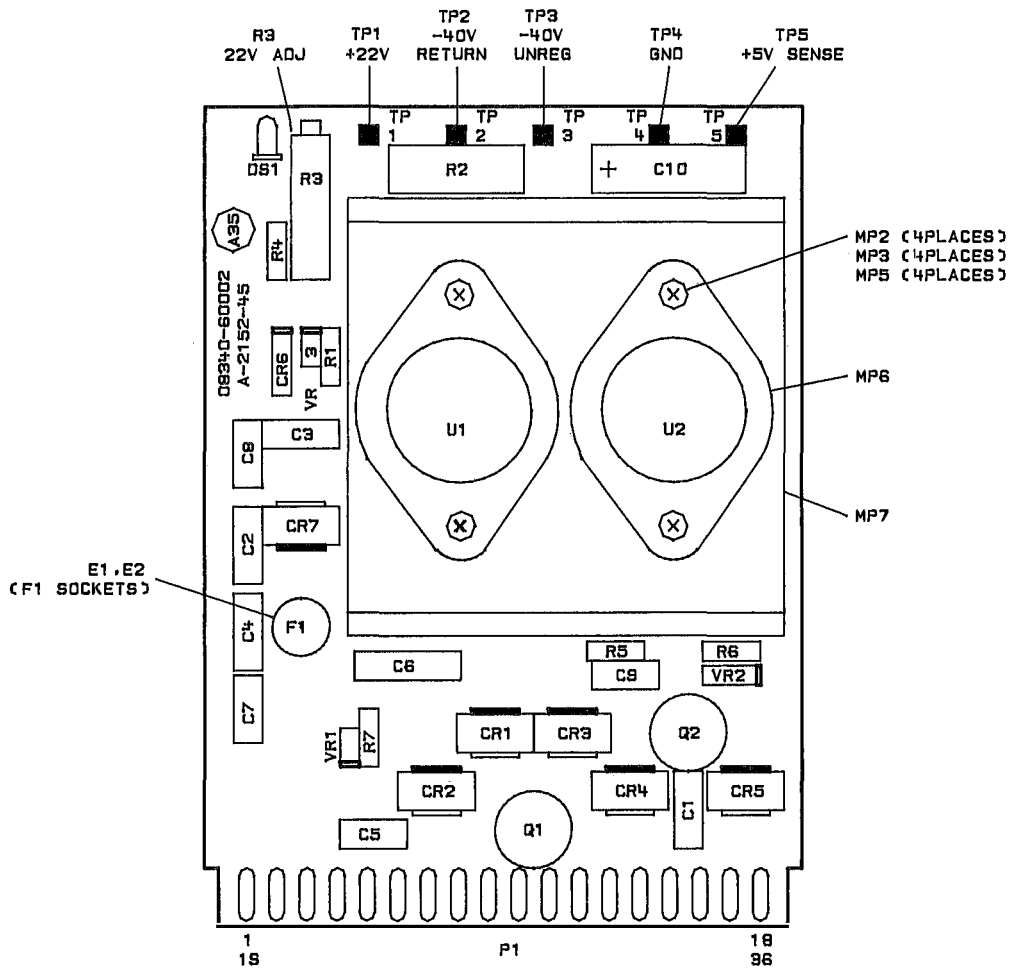 R3
22V ADJ
TP1
+22V
TP2
-40V
RETURN
TP3
-40V
UNREG
TP4
GND
TP5
+5V SENSE
TP
1
TP
2
TP
3
TP
4
TP
5
DS1
R3
R2
+
C10
A35
R4
08340-60002
A-2152-45
MP2 (4PLACES)
MP3 (4PLACES)
MP5 (4PLACES)
CR6
3
VR
R1
MP6
U1
U2
C3
C8
MP7
C2
CR7
E1,E2
(F1 SOCKETS)
C4
F1
C6
R5
C9
R6
VR2
C7
VR1
R7
CR1
CR3
Q2
CR2
CR4
C1
CR5
C5
Q1
1
19
P1
18
36